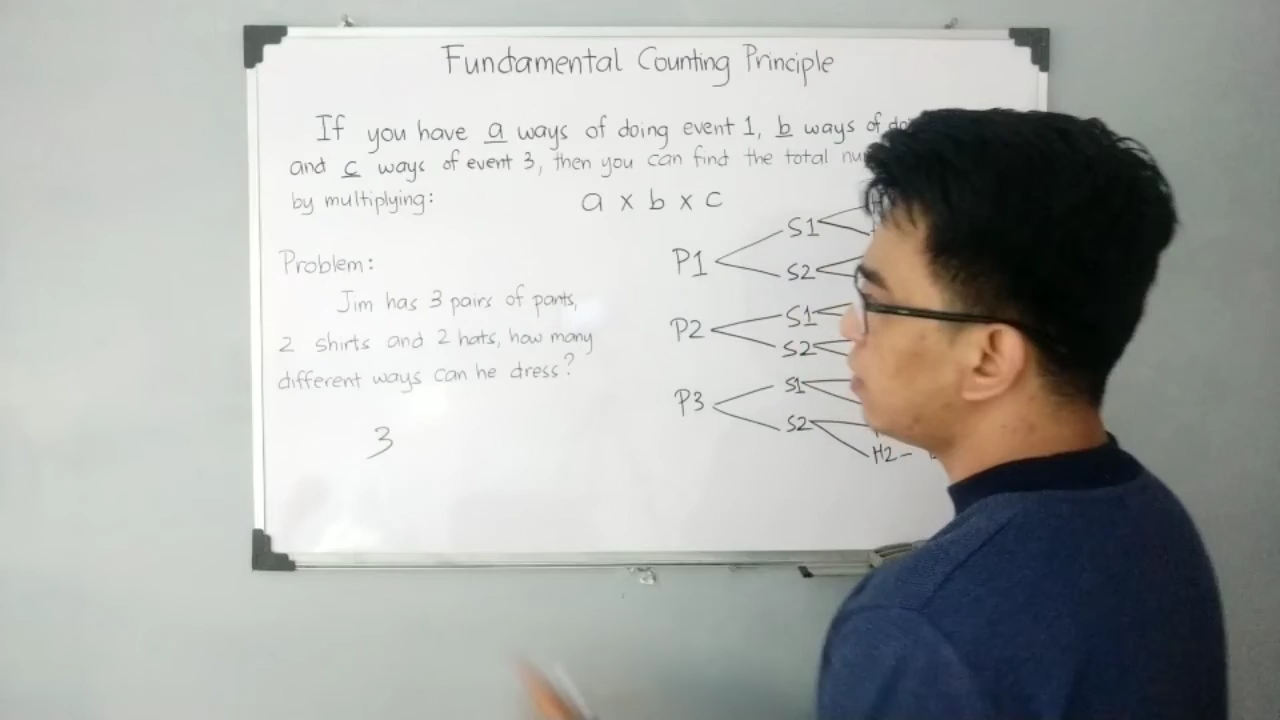 Fundamental Counting Principle
If you have a ways of doing event 1, b ways of
and c ways of event 3, then you can find the total
by multiplying: a x b x c
Problem:
Jim has 3 pairs of pants,
2 shirts and 2 hats, how many
different ways can he dress?
3
P1
S1
S2
P2
S1
S2
P3
S1
S2
H2 -